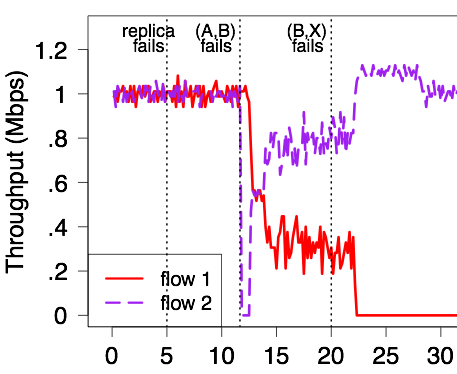 replica (A,B) (B,X)
fails fails fails
1.2
1
.8
.6
.4
.2
0
Throughput (Mbps)
flow 1
flow 2
0 5 10 15 20 25 30